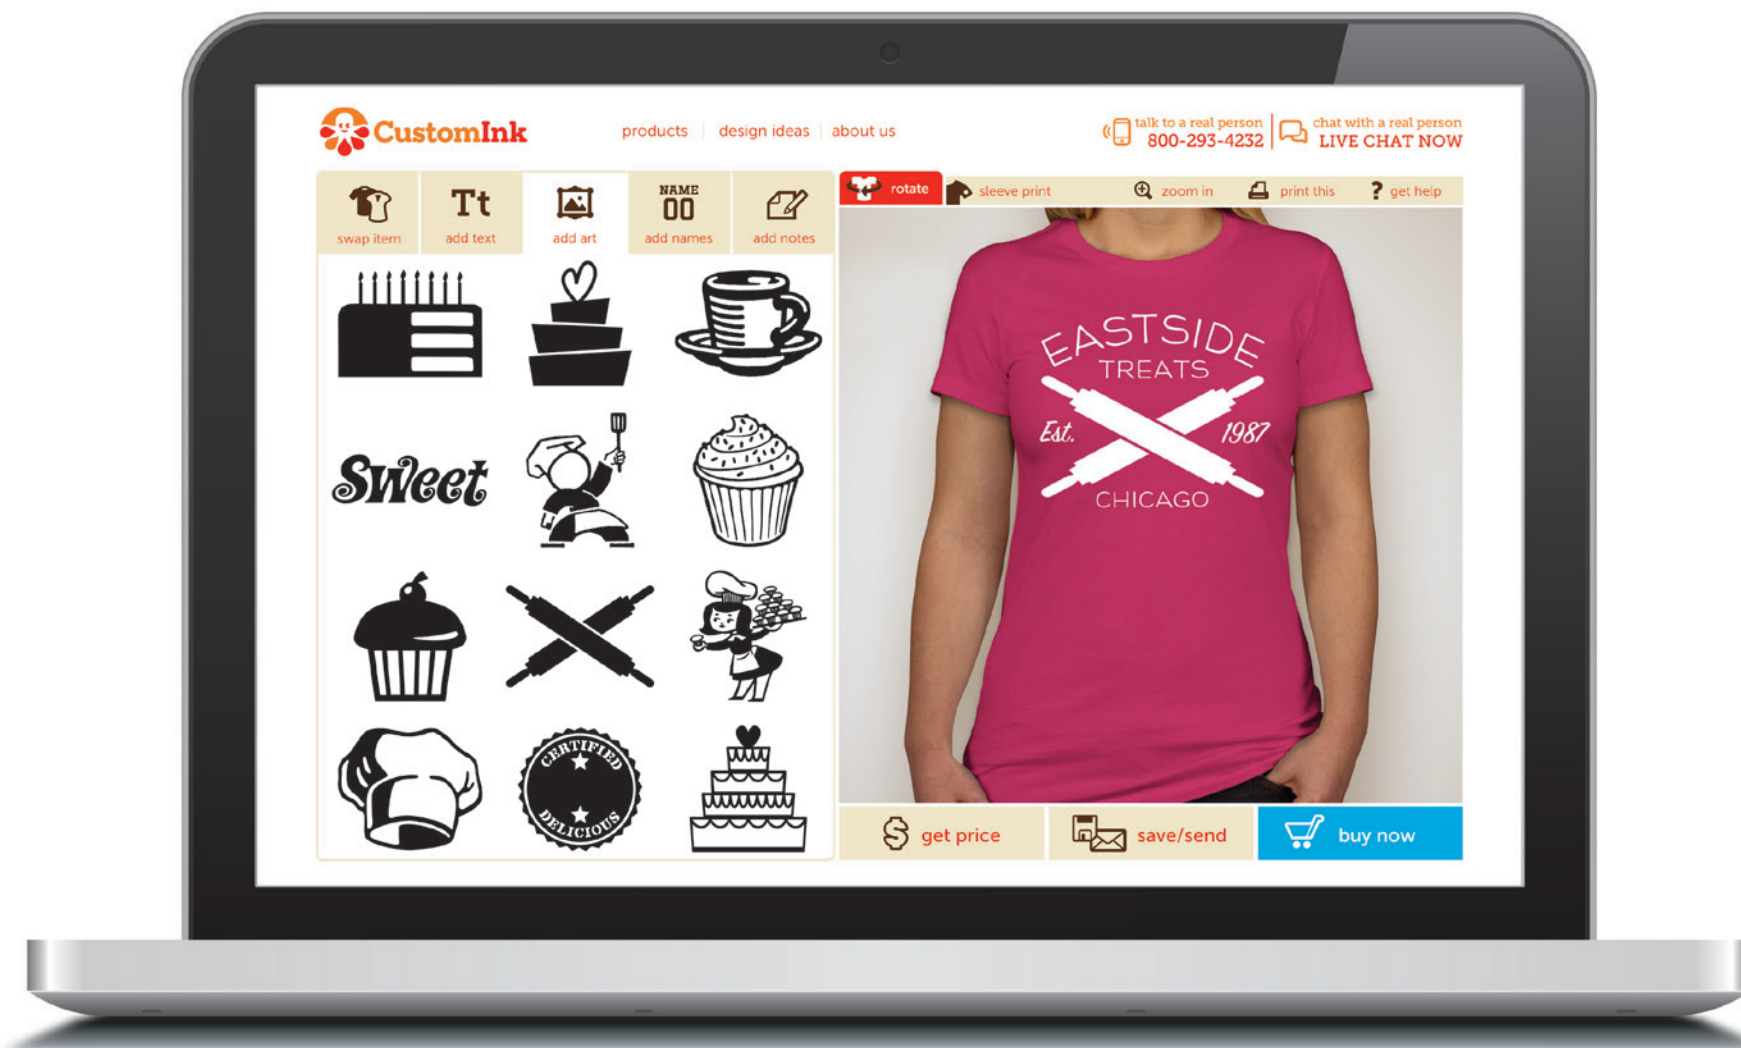 CustomInk
products
design ideas
about us
talk to a real person
800-293-4232
chat with a real person
LIVE CHAT NOW
swap item
Tt
add text
add art
NAME
00
add names
add notes
rotate
sleeve print
zoom in
print this
? get help
Sweet
CERTIFIED
DELICIOUS
EASTSIDE
TREATS
Est. 1987
CHICAGO
$ get price
save/send
buy now